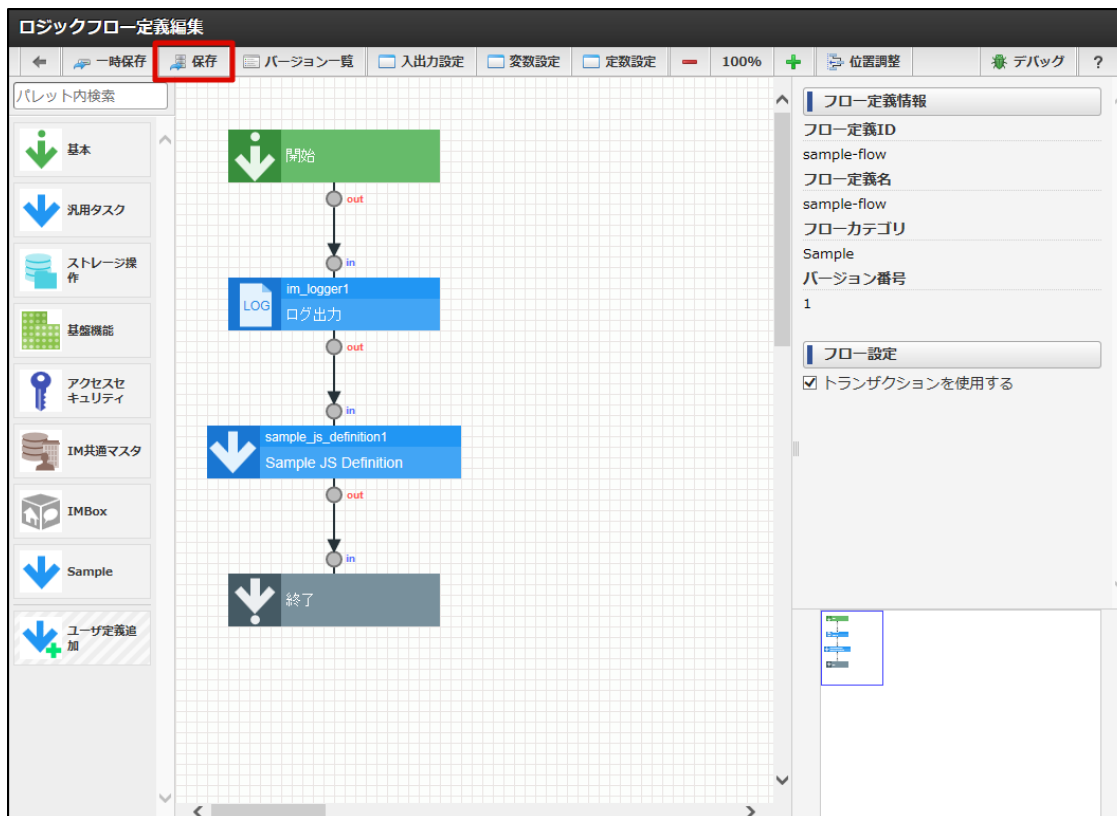 ロジックフロー定義編集
一時保存 保存 バージョン一覧 入出力設定 変数設定 定数設定 100% 位置調整 デバッグ ?
パレット内検索
基本
汎用タスク
ストレージ操
作
基盤機能
アクセスセ
キュリティ
IM共通マスタ
IMBox
Sample
ユーザ定義追
加
開始
out
in
im_logger1
LOG
ログ出力
out
in
sample_js_definition1
Sample JS Definition
out
in
終了
フロー定義情報
フロー定義ID
sample-flow
フロー定義名
sample-flow
フローカテゴリ
Sample
バージョン番号
1
フロー設定
トランザクションを使用する